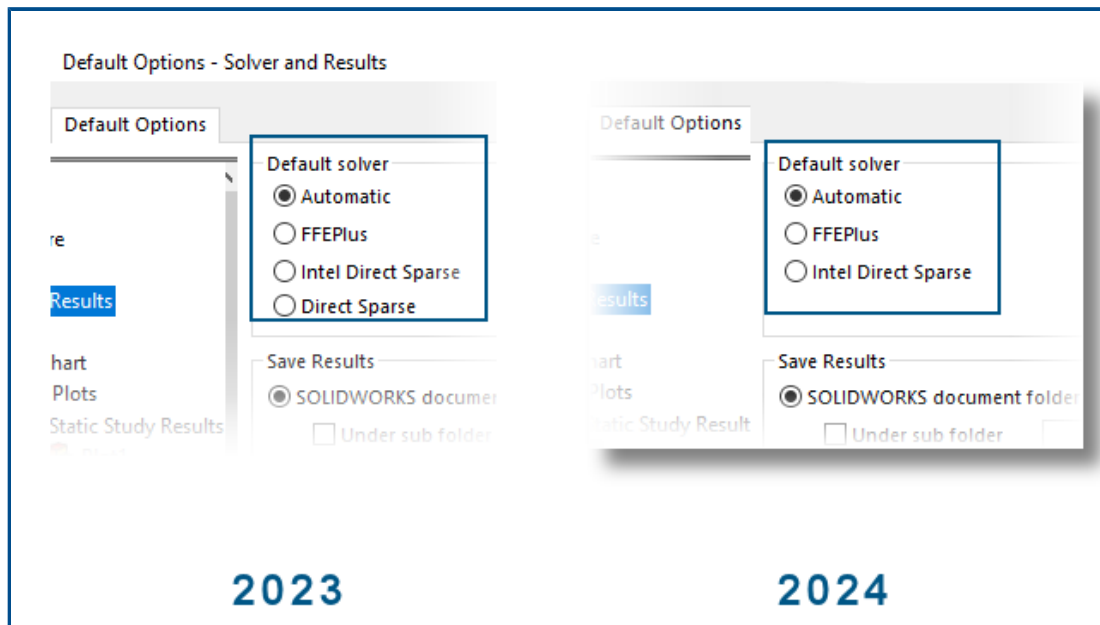 Default Options - Solver and Results
Default Options
Default solver
Automatic
FFEPlus
Intel Direct Sparse
Direct Sparse
re
Results
hart
Plots
Static Study Results
Save Results
SOLIDWORKS documen
Under sub folder
2023
Default Options
Default solver
Automatic
FFEPlus
Intel Direct Sparse
e
esults
hart
Plots
tatic Study Result
Save Results
SOLIDWORKS document folder
Under sub folder
2024